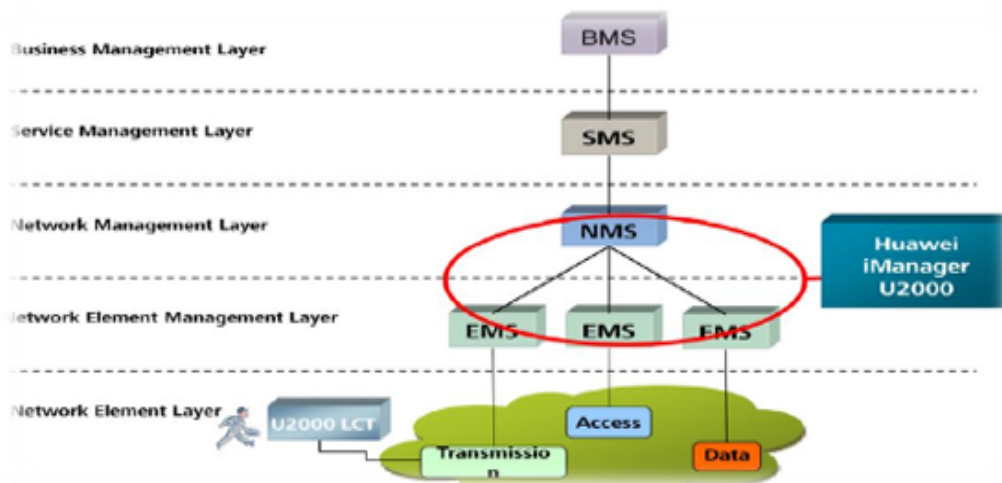 BMS
Business Management Layer
Service Management Layer
SMS
Network Management Layer
NMS
Huawei
iManager
U2000
Network Element Management Layer
EMS
EMS
EMS
Network Element Layer
U2000 LCT
Access
Transmissio
n
Data